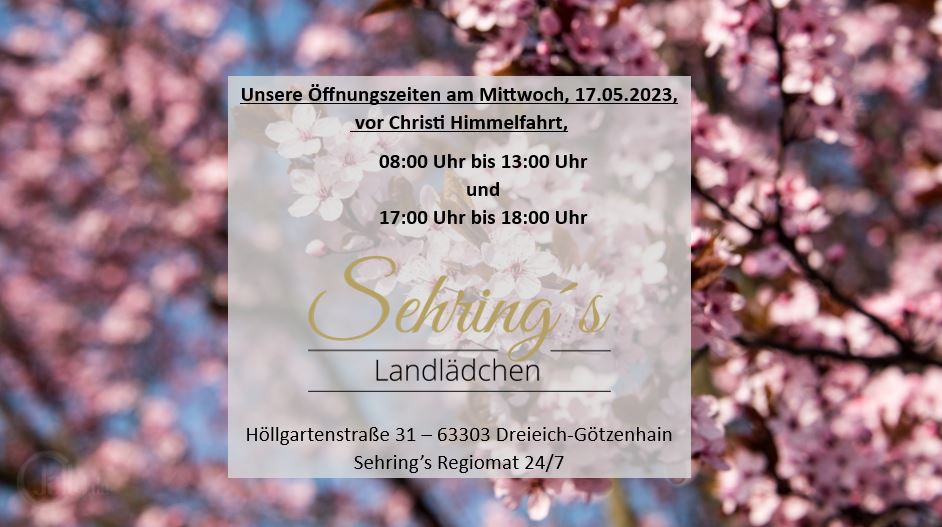 Unsere Öffnungszeiten am Mittwoch, 17.05.2023,
vor Christi Himmelfahrt,
08:00 Uhr bis 13:00 Uhr
und
17:00 Uhr bis 18:00 Uhr
Sehring´s
Landlädchen
Höllgartenstraße 31 – 63303 Dreieich-Götzenhain
Sehring’s Regiomat 24/7